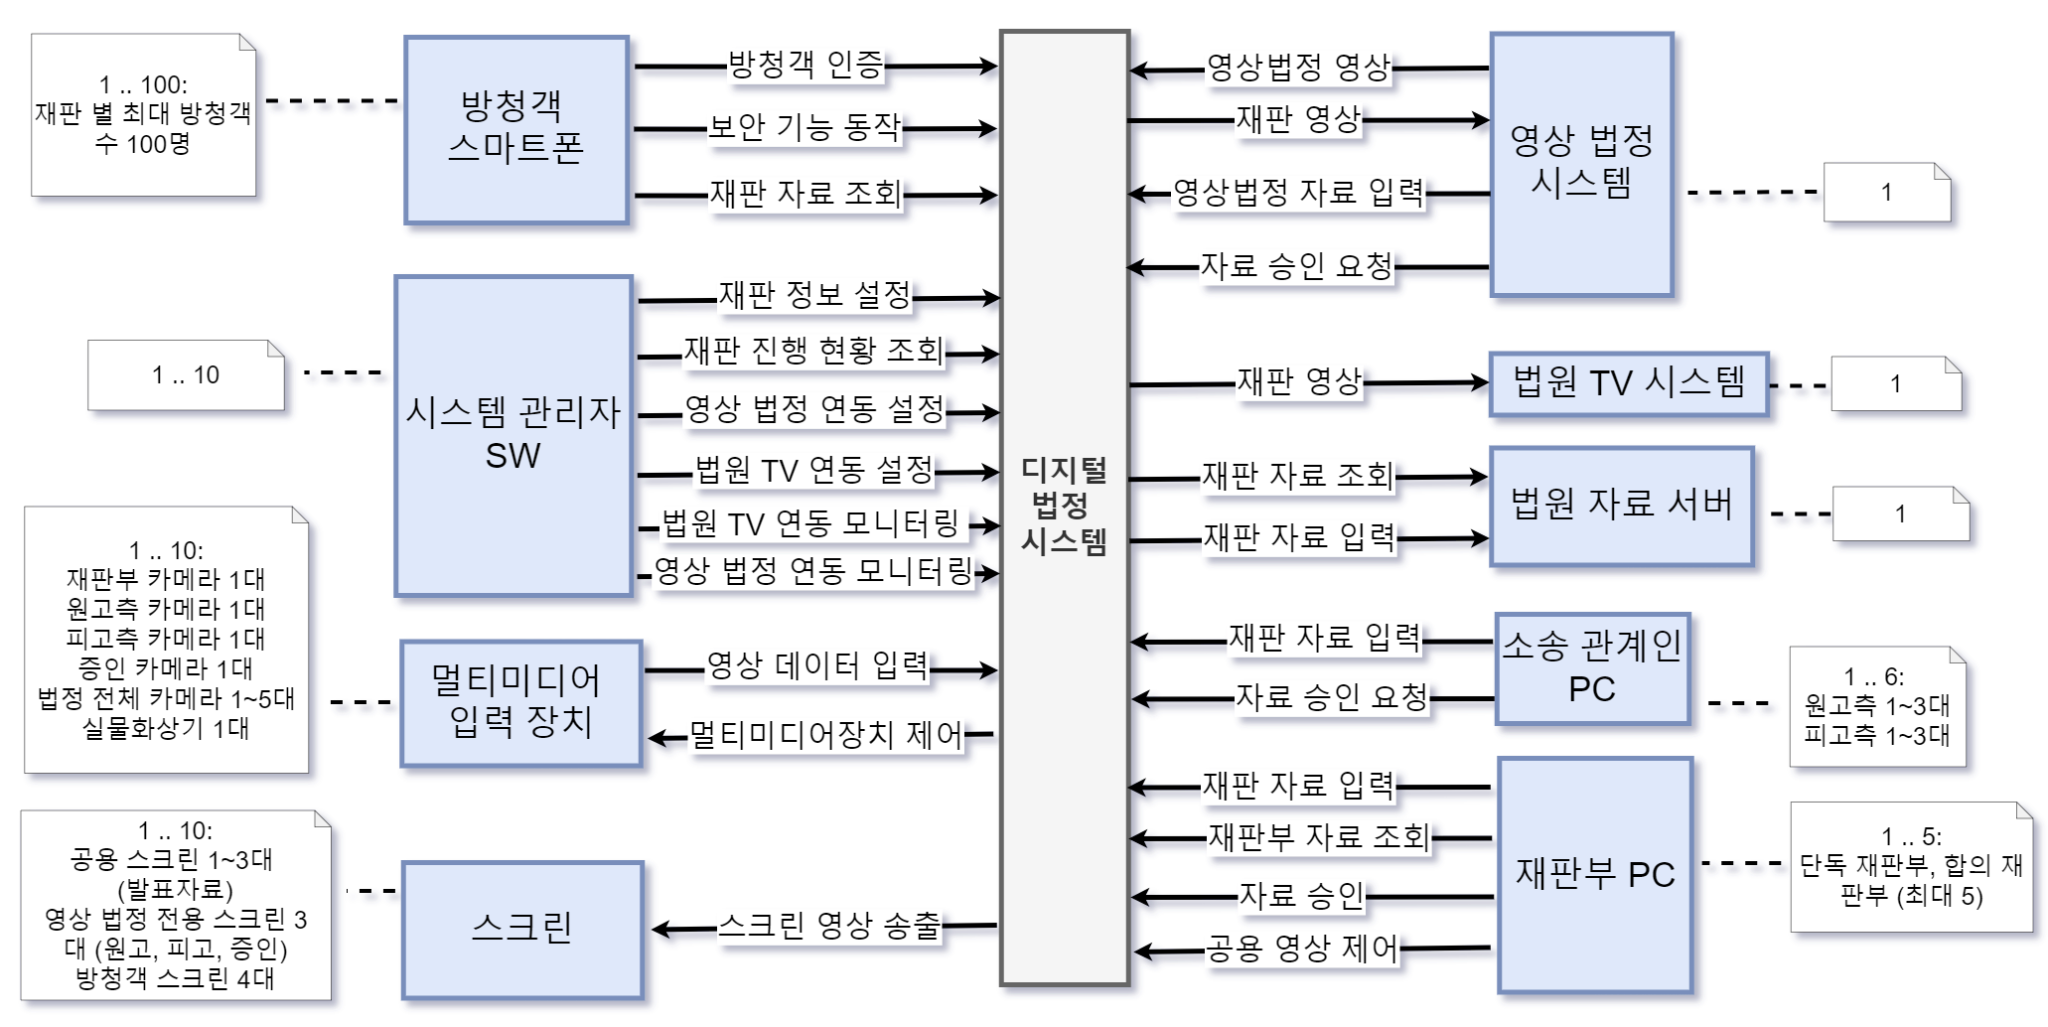 1 .. 100:
재판 별 최대 방청객
수 100명
방청객
스마트폰
방청객 인증
보안 기능 동작
재판 자료 조회
1 .. 10
시스템 관리자
SW
재판 정보 설정
재판 진행 현황 조회
영상 법정 연동 설정
법원 TV 연동 설정
법원 TV 연동 모니터링
영상 법정 연동 모니터링
1 .. 10:
재판부 카메라 1대
원고측 카메라 1대
피고측 카메라 1대
증인 카메라 1대
법정 전체 카메라 1~5대
실물화상기 1대
멀티미디어
입력 장치
영상 데이터 입력
멀티미디어장치 제어
1 .. 10:
공용 스크린 1~3대
(발표자료)
영상 법정 전용 스크린 3
대 (원고, 피고, 증인)
방청객 스크린 4대
스크린
스크린 영상 송출
디지털
법정
시스템
영상법정 영상
재판 영상
영상법정 자료 입력
자료 승인 요청
영상 법정
시스템
1
재판 영상
법원 TV 시스템
1
재판 자료 조회
재판 자료 입력
법원 자료 서버
1
재판 자료 입력
자료 승인 요청
소송 관계인
PC
1 .. 6:
원고측 1~3대
피고측 1~3대
재판 자료 입력
재판부 자료 조회
자료 승인
공용 영상 제어
재판부 PC
1 .. 5:
단독 재판부, 합의 재
판부 (최대 5)